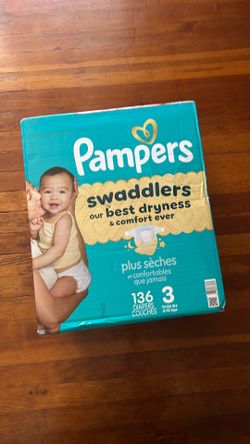 Pampers
swaddlers
our best dryness
& comfort ever
plus sèches
et confortables
que jamais
136 3
DIAPERS
COUCHES